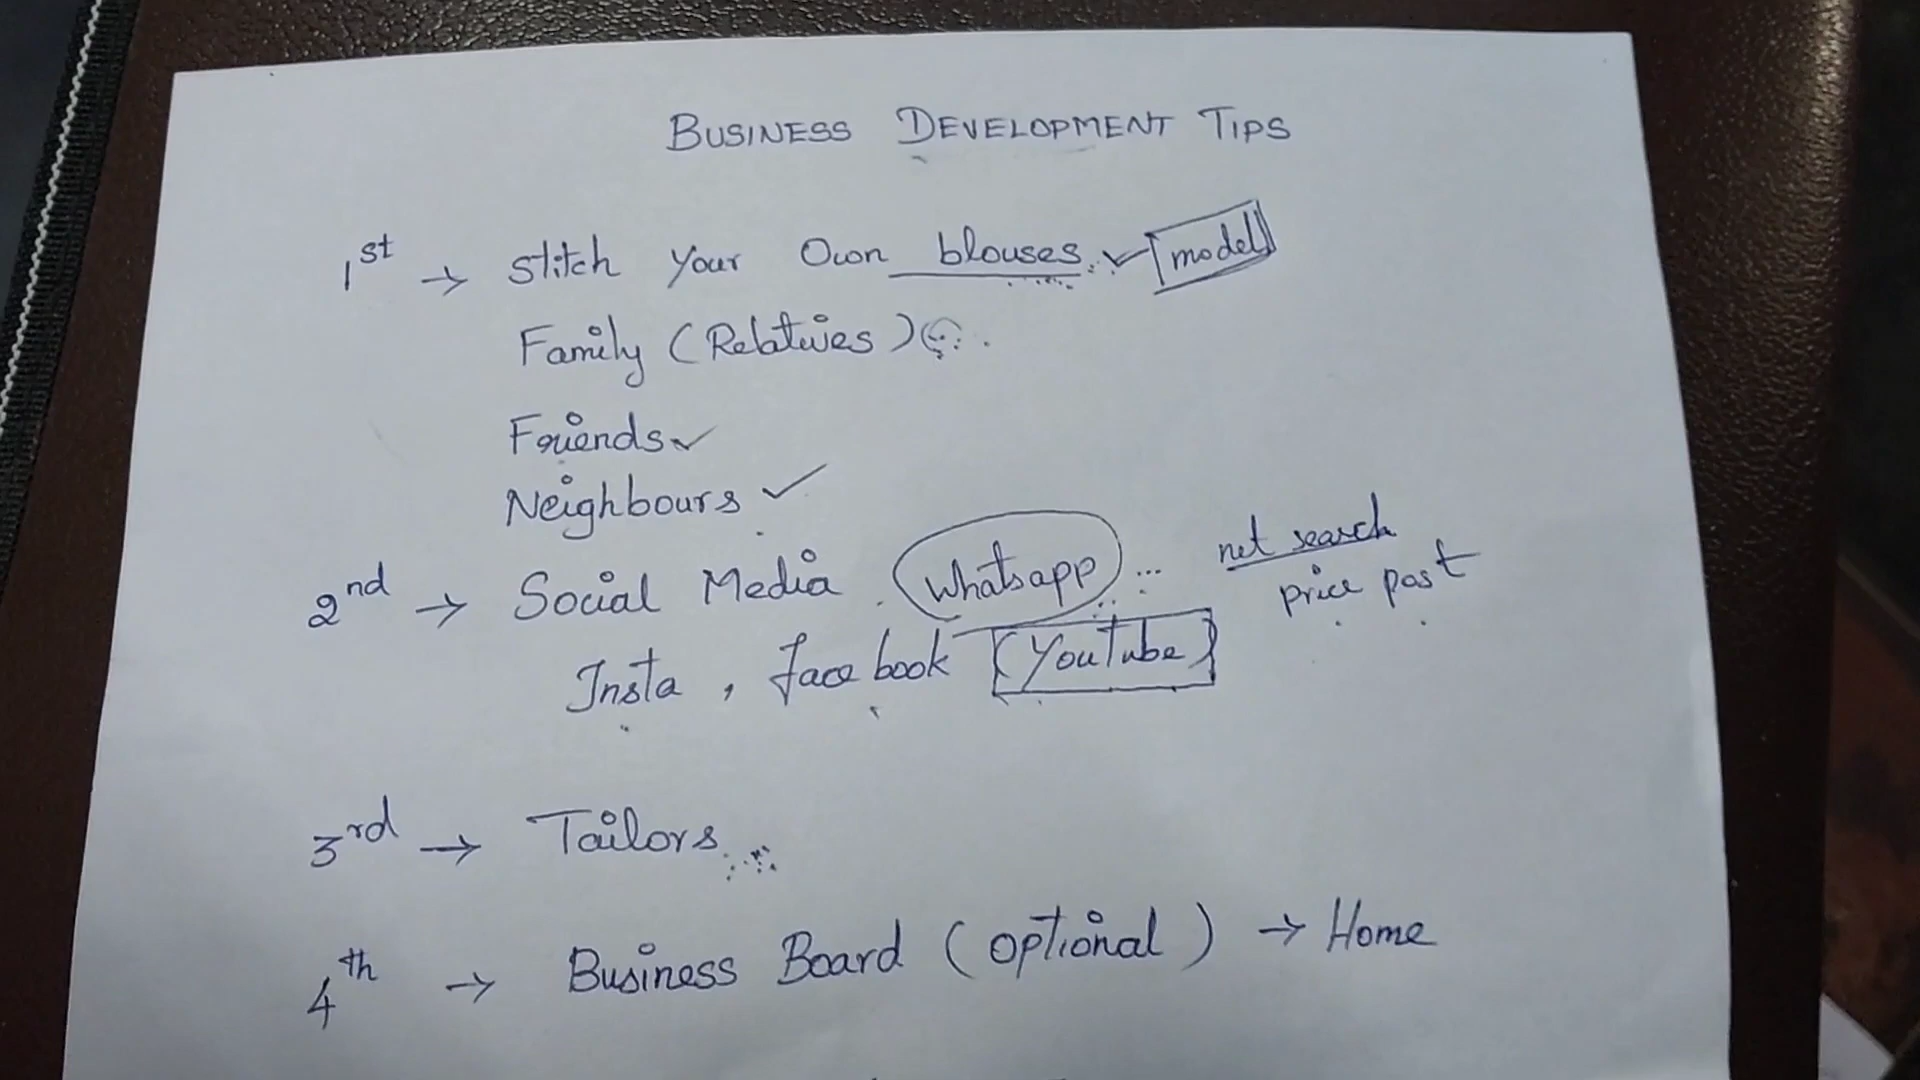 BUSINESS DEVELOPMENT TIPS
1st → stitch your Own blouses. ✓ model
Family (Relatives)
Friends ✓
Neighbours ✓
2nd → Social Media . Whatsapp ... net search
price post
Insta , facebook (YouTube)
3rd → Tailors
4th → Business Board (optional) → Home